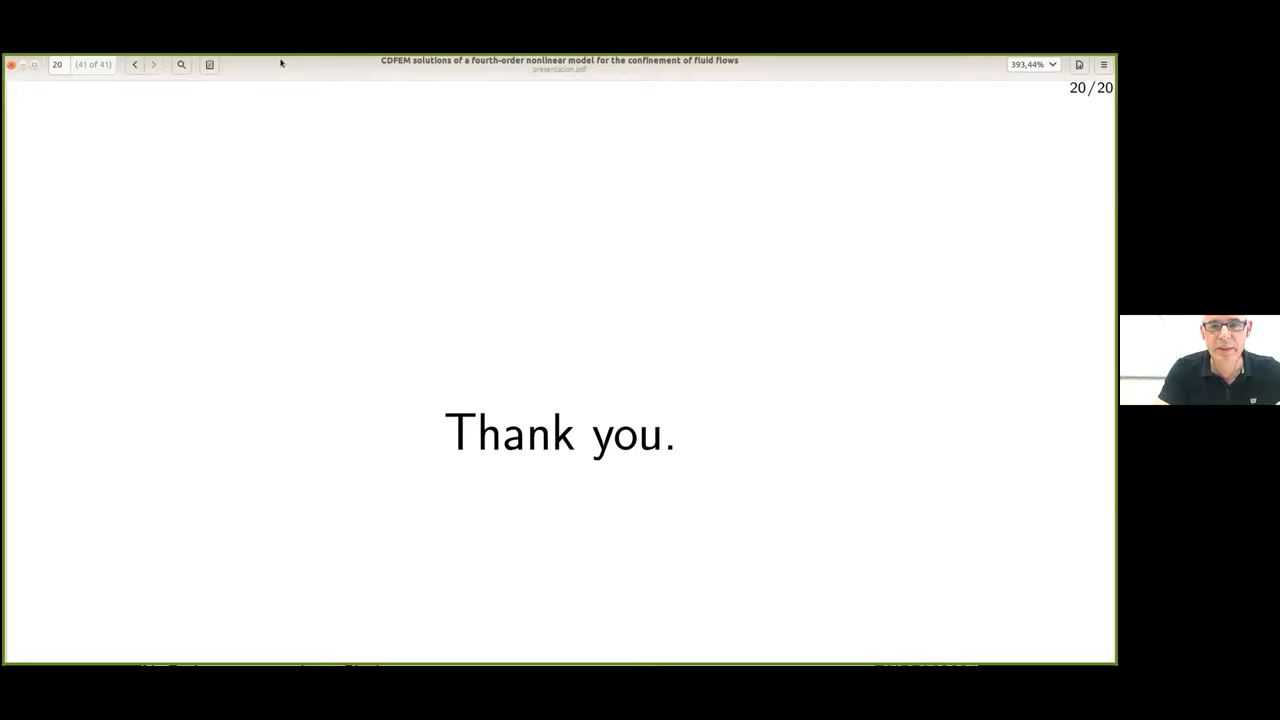 20 (41 of 41)
CDFEM solutions of a fourth-order nonlinear model for the confinement of fluid flows
presentation.pdf
393,44%
20/20
Thank you.